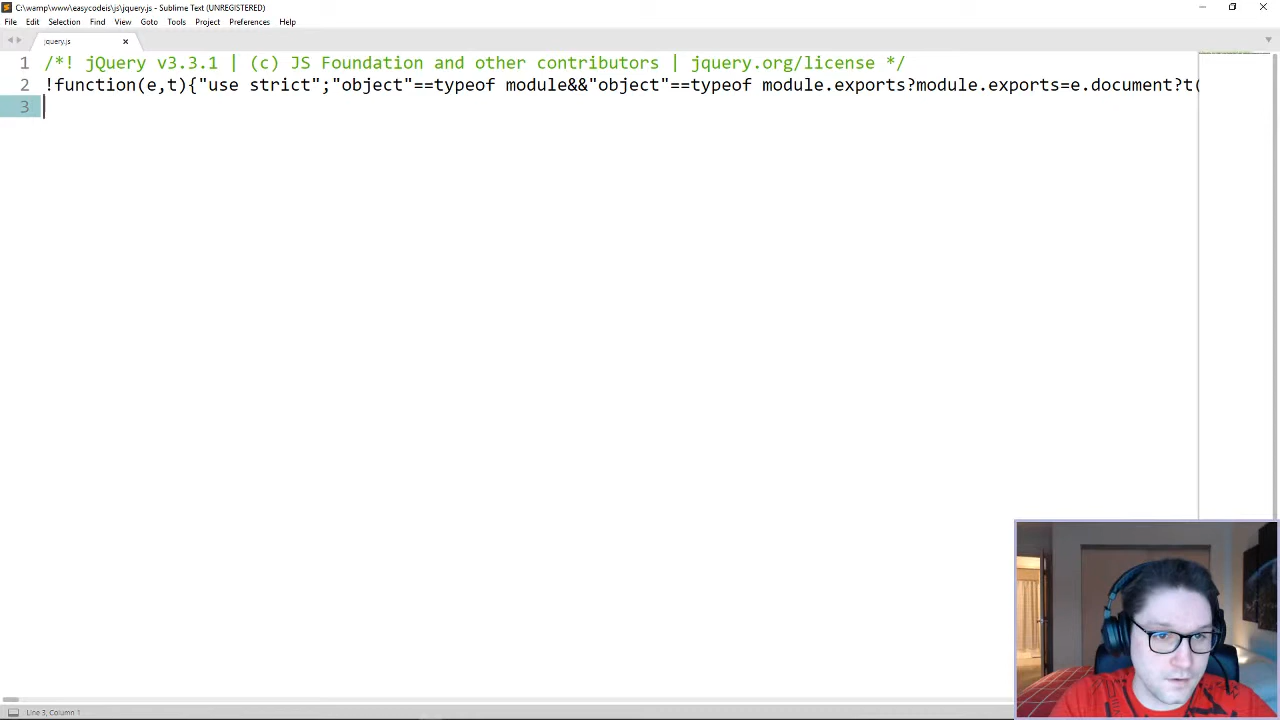 C:\wamp\www\easycodeis\js\jquery.js - Sublime Text (UNREGISTERED)
File Edit Selection Find View Goto Tools Project Preferences Help
jquery.js
1 /*! jQuery v3.3.1 | (c) JS Foundation and other contributors | jquery.org/license */
2 !function(e,t){"use strict";"object"==typeof module&&"object"==typeof module.exports?module.exports=e.document?t(
3
Line 3, Column 1